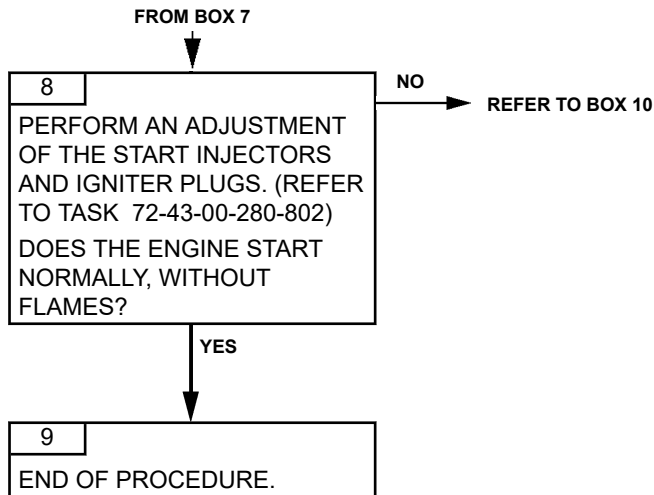 FROM BOX 7
8
NO
REFER TO BOX 10
PERFORM AN ADJUSTMENT
OF THE START INJECTORS
AND IGNITER PLUGS. (REFER
TO TASK 72-43-00-280-802)
DOES THE ENGINE START
NORMALLY, WITHOUT
FLAMES?
YES
9
END OF PROCEDURE.